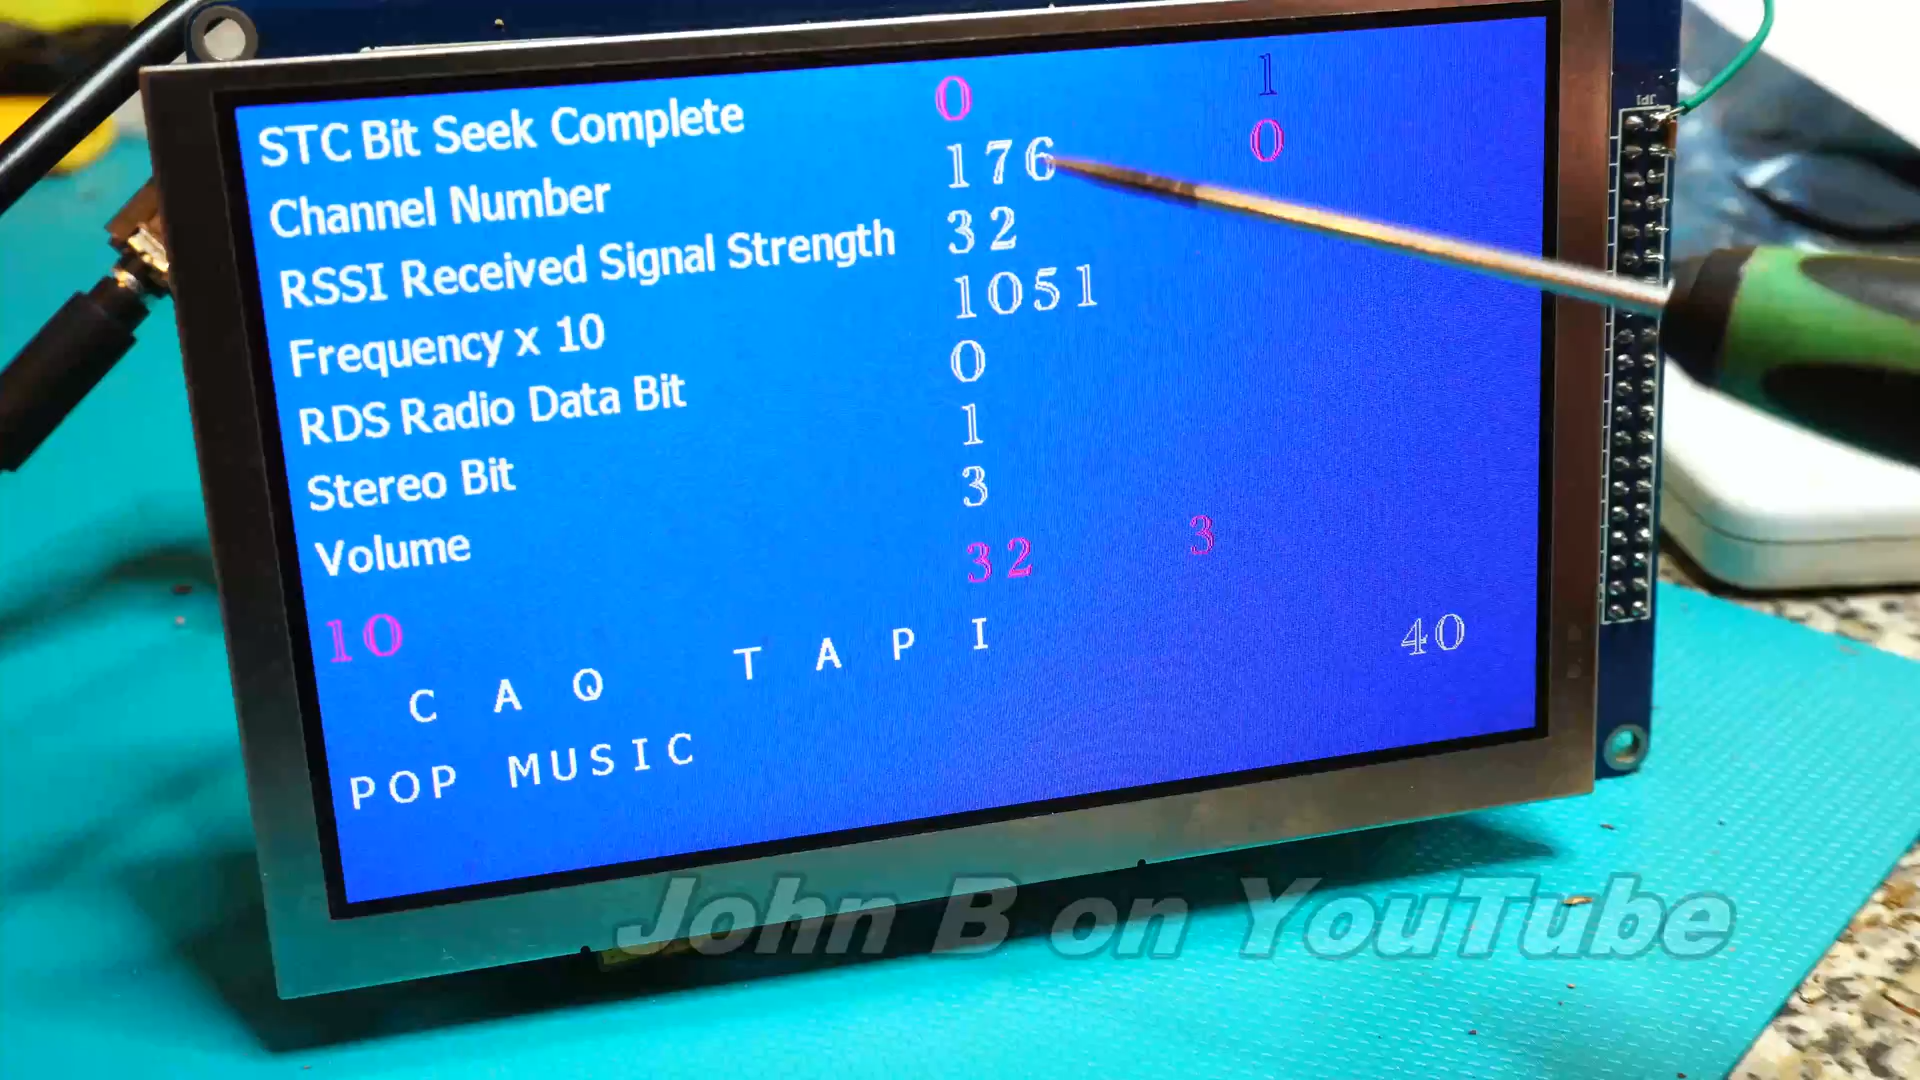 STC Bit Seek Complete 0 1
Channel Number 176 0
RSSI Received Signal Strength 32
Frequency x 10 1051
RDS Radio Data Bit 0
Stereo Bit 1
Volume 3
32 3
10
C A Q T A P I 40
POP MUSIC
JP1
John B on YouTube